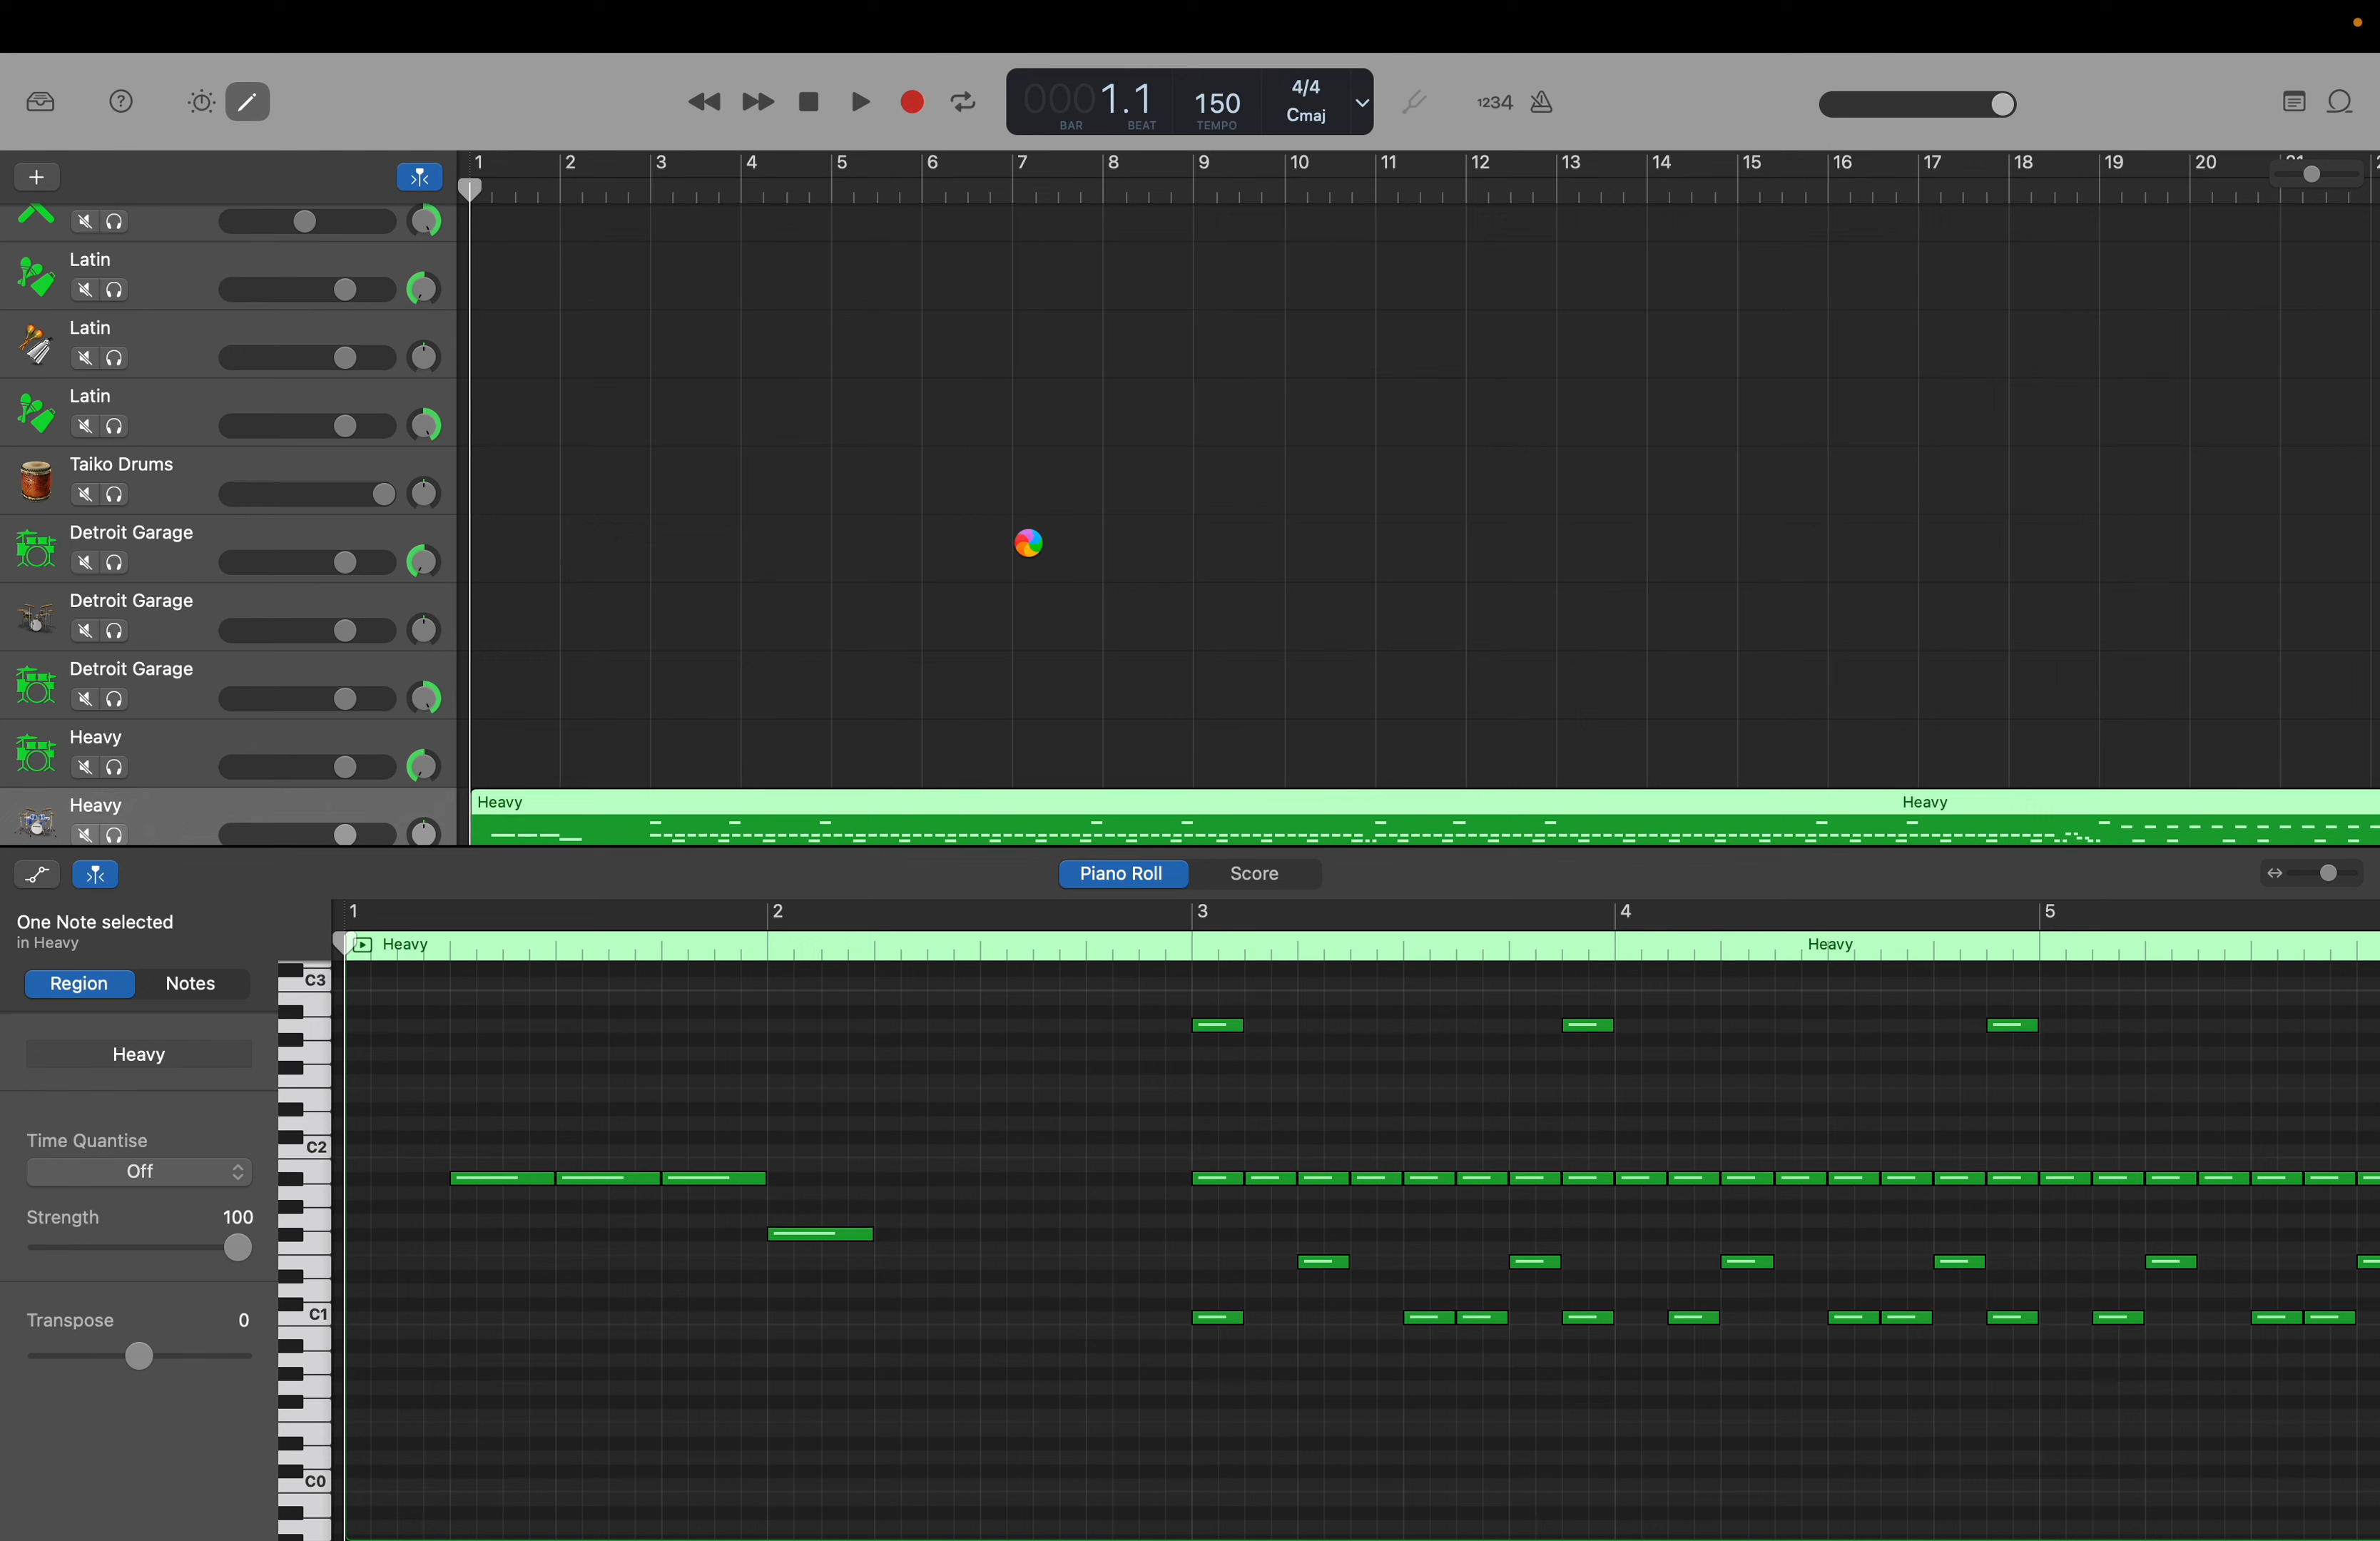 000 1.1
BAR BEAT
150
TEMPO
4/4
Cmaj
1234
1 2 3 4 5 6 7 8 9 10 11 12 13 14 15 16 17 18 19 20
Latin
Latin
Latin
Taiko Drums
Detroit Garage
Detroit Garage
Detroit Garage
Heavy
Heavy
Heavy Heavy
Piano Roll Score
One Note selected
in Heavy
1 2 3 4 5
Heavy Heavy
Region Notes
Heavy
Time Quantise
Off
Strength 100
Transpose 0
C3
C2
C1
C0